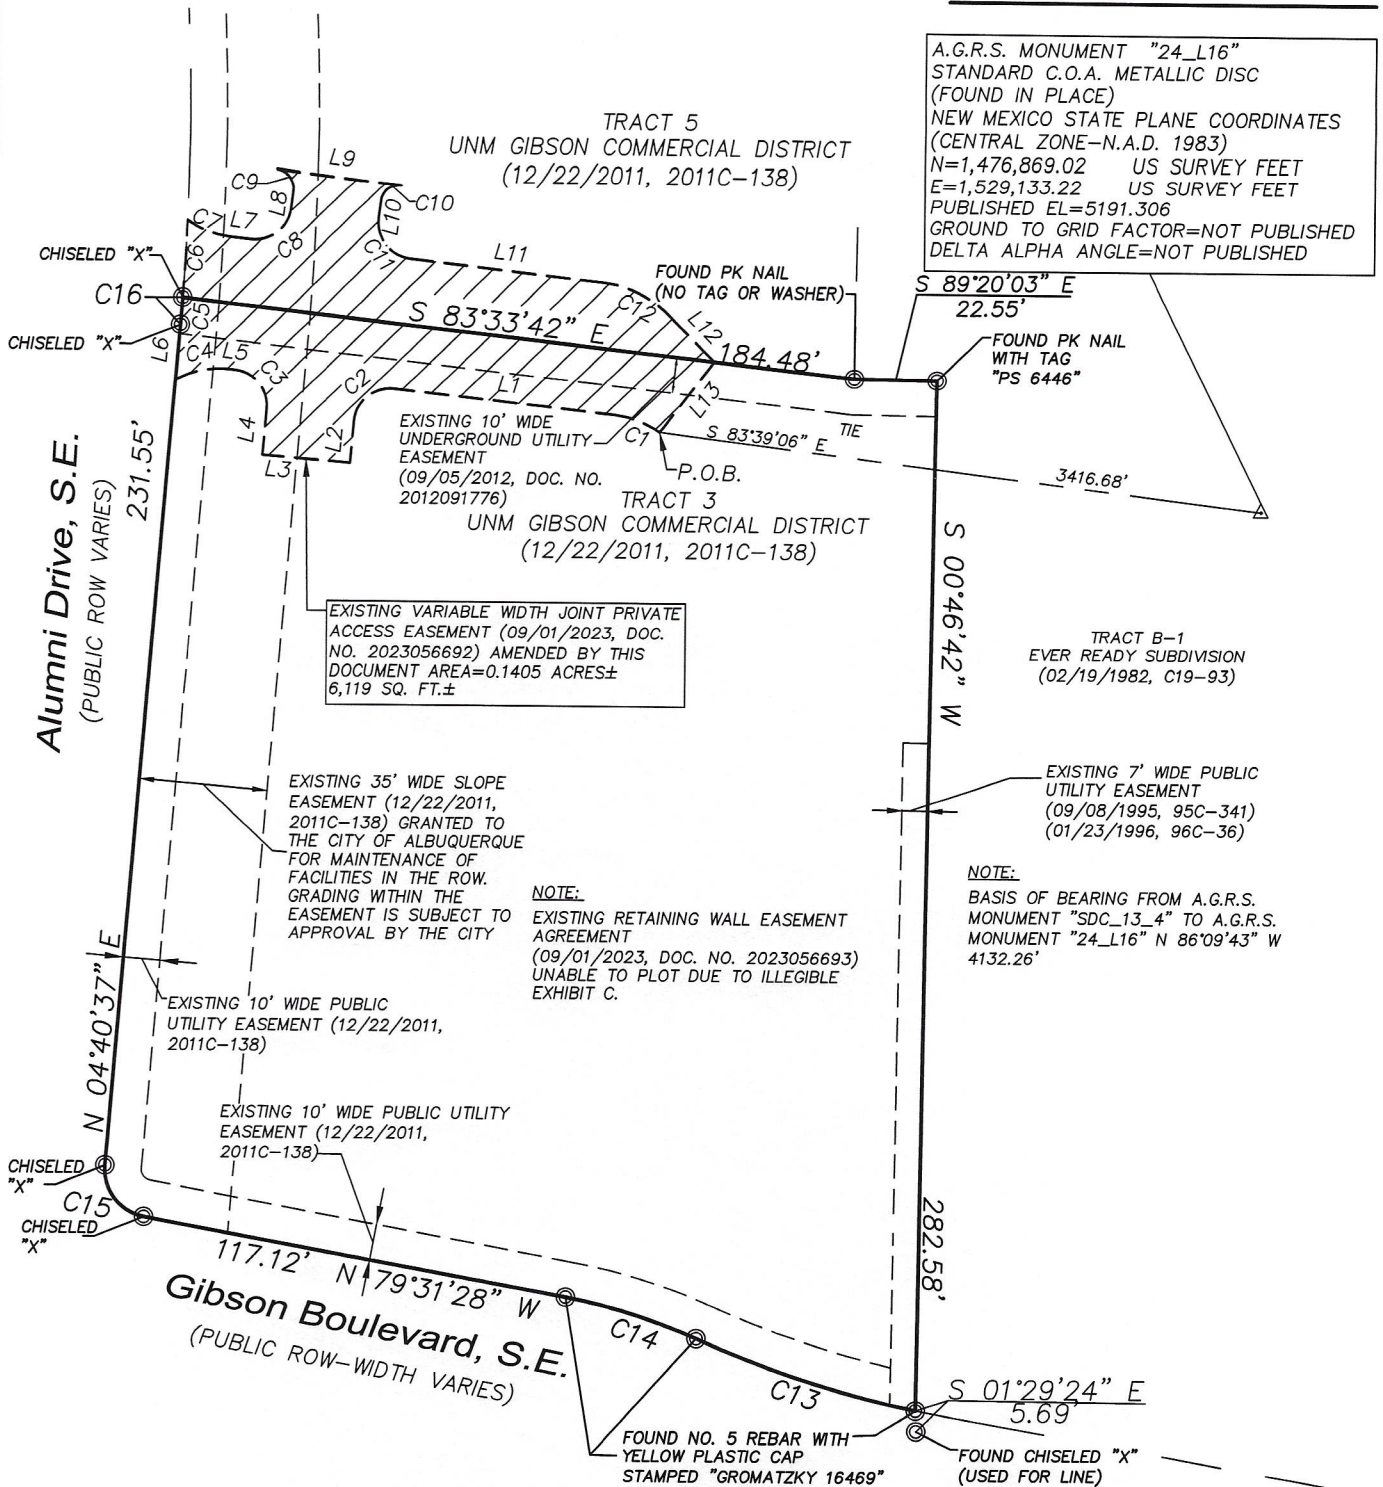 A.G.R.S. MONUMENT "24_L16"
STANDARD C.O.A. METALLIC DISC
(FOUND IN PLACE)
NEW MEXICO STATE PLANE COORDINATES
(CENTRAL ZONE-N.A.D. 1983)
N=1,476,869.02 US SURVEY FEET
E=1,529,133.22 US SURVEY FEET
PUBLISHED EL=5191.306
GROUND TO GRID FACTOR=NOT PUBLISHED
DELTA ALPHA ANGLE=NOT PUBLISHED
TRACT 5
UNM GIBSON COMMERCIAL DISTRICT
(12/22/2011, 2011C-138)
L9
C9
L8
C10
L10
C7
L7
C8
C6
C11
L11
CHISELED "X"
C16
C5
CHISELED "X"
FOUND PK NAIL
(NO TAG OR WASHER)
S 89°20'03" E
22.55'
C12
L12
S 83°33'42" E
184.48'
FOUND PK NAIL
WITH TAG
"PS 6446"
L6
C4
L5
C3
C2
L1
L13
L4
L2
L3
C1
EXISTING 10' WIDE
UNDERGROUND UTILITY
EASEMENT
(09/05/2012, DOC. NO.
2012091776)
P.O.B.
S 83°39'06" E
TIE
3416.68'
TRACT 3
UNM GIBSON COMMERCIAL DISTRICT
(12/22/2011, 2011C-138)
Alumni Drive, S.E.
(PUBLIC ROW VARIES)
231.55'
N 04°40'37" E
S 00°46'42" W
282.58'
EXISTING VARIABLE WIDTH JOINT PRIVATE
ACCESS EASEMENT (09/01/2023, DOC.
NO. 2023056692) AMENDED BY THIS
DOCUMENT AREA=0.1405 ACRES±
6,119 SQ. FT.±
TRACT B-1
EVER READY SUBDIVISION
(02/19/1982, C19-93)
EXISTING 35' WIDE SLOPE
EASEMENT (12/22/2011,
2011C-138) GRANTED TO
THE CITY OF ALBUQUERQUE
FOR MAINTENANCE OF
FACILITIES IN THE ROW.
GRADING WITHIN THE
EASEMENT IS SUBJECT TO
APPROVAL BY THE CITY
EXISTING 7' WIDE PUBLIC
UTILITY EASEMENT
(09/08/1995, 95C-341)
(01/23/1996, 96C-36)
NOTE:
BASIS OF BEARING FROM A.G.R.S.
MONUMENT "SDC_13_4" TO A.G.R.S.
MONUMENT "24_L16" N 86°09'43" W
4132.26'
NOTE:
EXISTING RETAINING WALL EASEMENT
AGREEMENT
(09/01/2023, DOC. NO. 2023056693)
UNABLE TO PLOT DUE TO ILLEGIBLE
EXHIBIT C.
EXISTING 10' WIDE PUBLIC
UTILITY EASEMENT (12/22/2011,
2011C-138)
EXISTING 10' WIDE PUBLIC UTILITY
EASEMENT (12/22/2011,
2011C-138)
CHISELED
"X"
C15
CHISELED
"X"
117.12'
N 79°31'28" W
Gibson Boulevard, S.E.
(PUBLIC ROW-WIDTH VARIES)
C14
C13
S 01°29'24" E
5.69'
FOUND NO. 5 REBAR WITH
YELLOW PLASTIC CAP
STAMPED "GROMATZKY 16469"
FOUND CHISELED "X"
(USED FOR LINE)